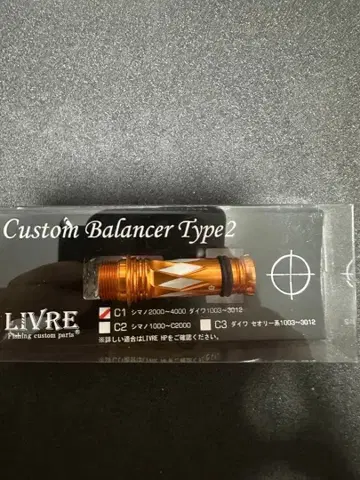 Custom Balancer Type2
LIVRE
Fishing custom parts®
C1 シマノ2000〜4000 ダイワ1003〜3012
C2 シマノ1000〜C2000
C3 ダイワ セオリー系1003〜3012
※詳しい適合はLIVRE HPをご確認ください。